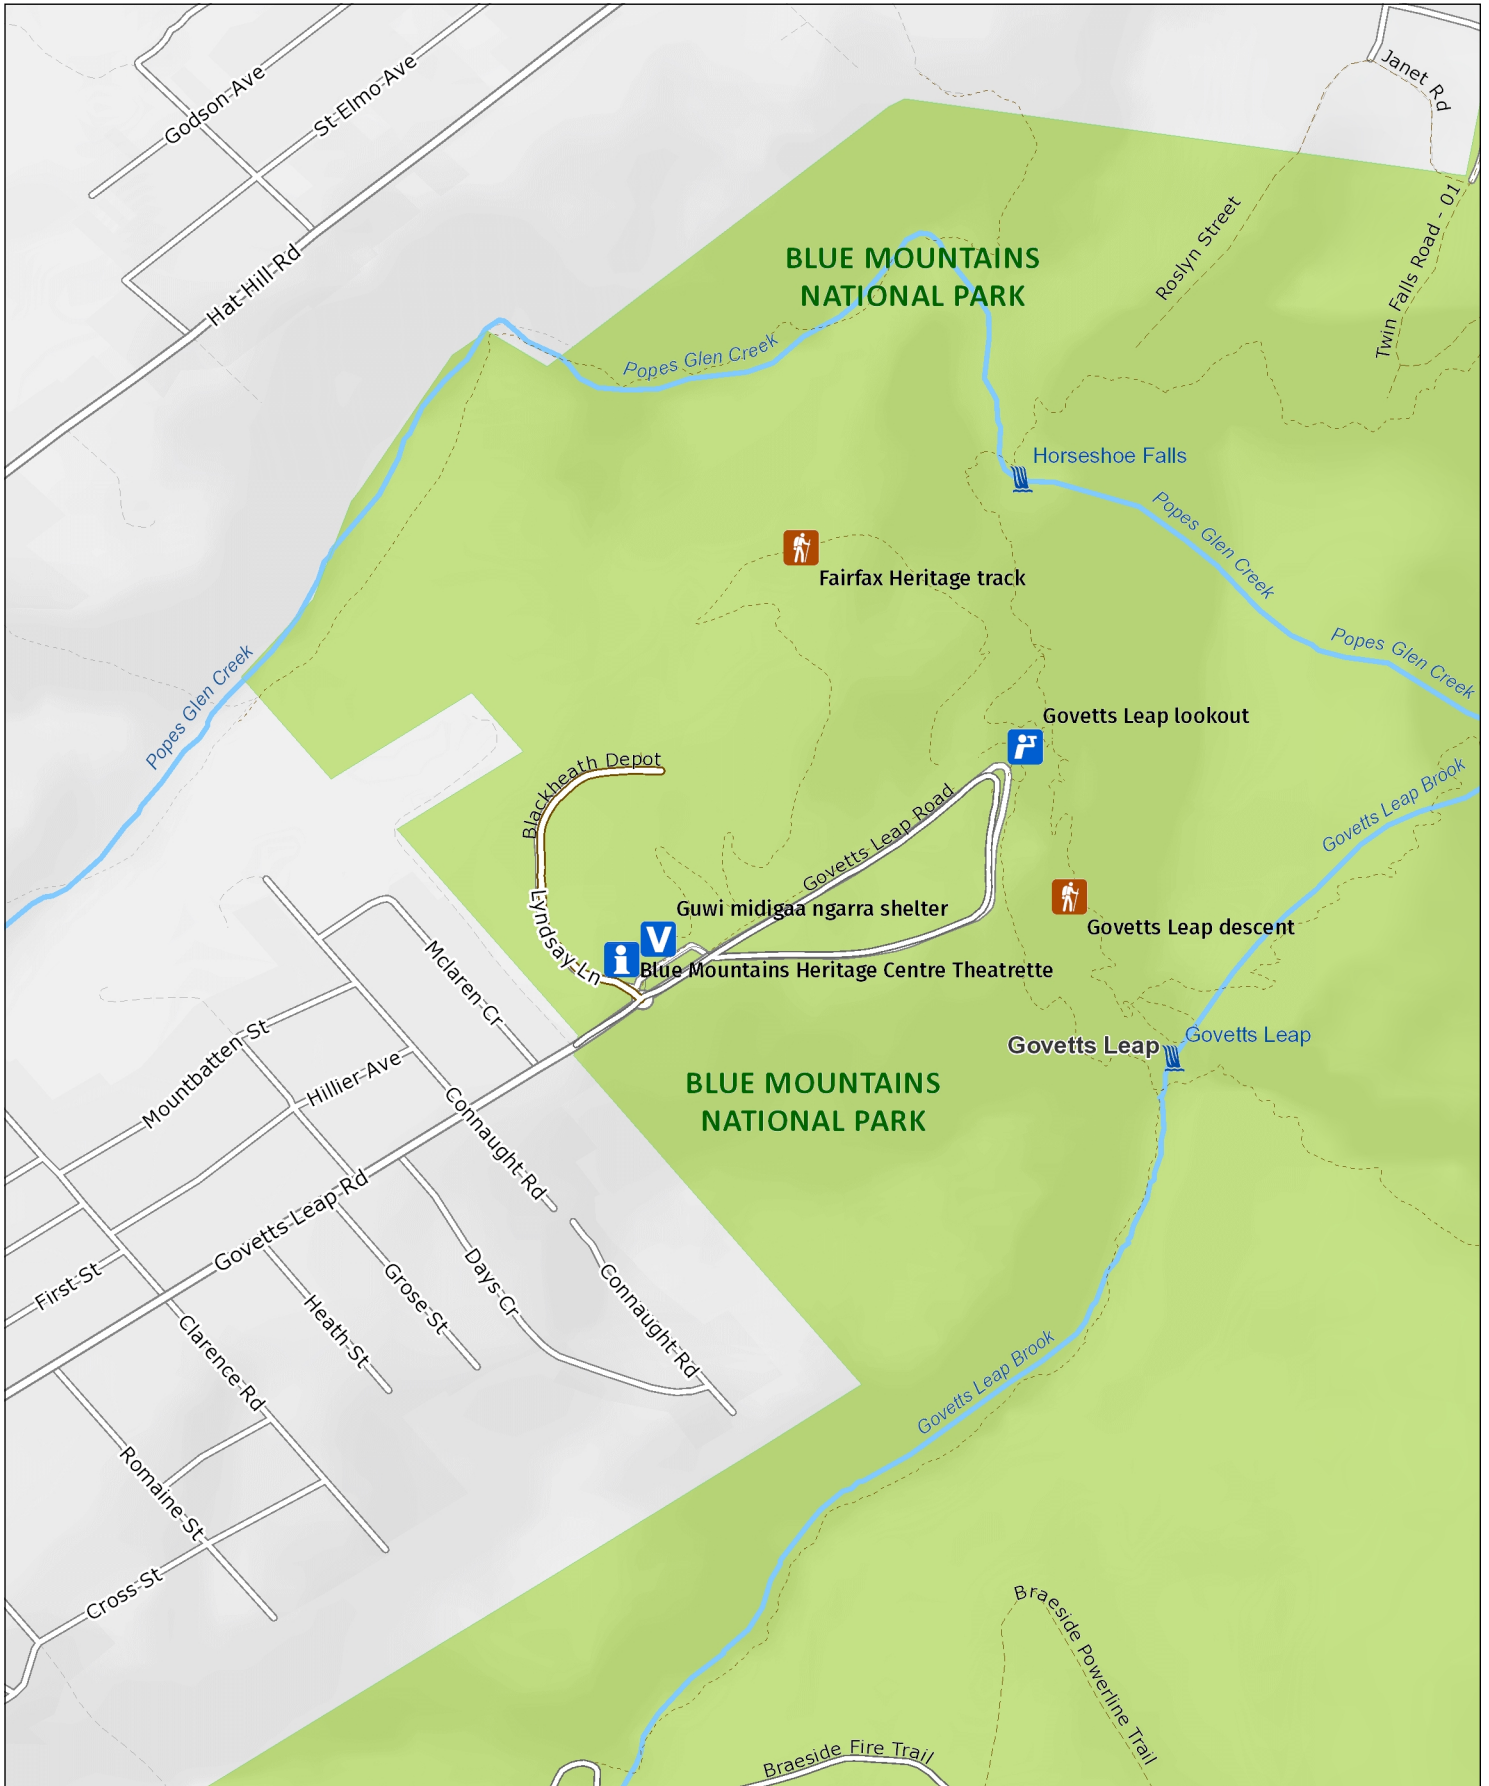 Godson Ave
St Elmo Ave
Janet Rd
Hat Hill Rd
Roslyn Street
Twin Falls Road - 01
BLUE MOUNTAINS
NATIONAL PARK
Popes Glen Creek
Horseshoe Falls
Popes Glen Creek
Fairfax Heritage track
Popes Glen Creek
Popes Glen Creek
Govetts Leap lookout
Blackheath Depot
Govetts Leap Road
Govetts Leap Brook
Lyndsay Ln
Guwi midigaa ngarra shelter
V
i
Govetts Leap descent
Blue Mountains Heritage Centre Theatrette
Mclaren Cr
Mountbatten St
Hillier Ave
Govetts Leap
Govetts Leap
BLUE MOUNTAINS
NATIONAL PARK
Connaught Rd
Govetts Leap Rd
First St
Heath St
Grose St
Days Cr
Connaught Rd
Clarence Rd
Govetts Leap Brook
Romaine St
Cross St
Braeside Powerline Trail
Braeside Fire Trail